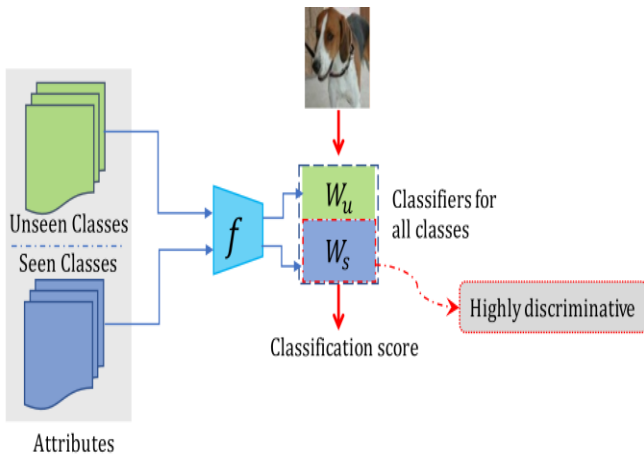 Unseen Classes
Seen Classes
Attributes
f
W_u
W_s
Classifiers for
all classes
Highly discriminative
Classification score